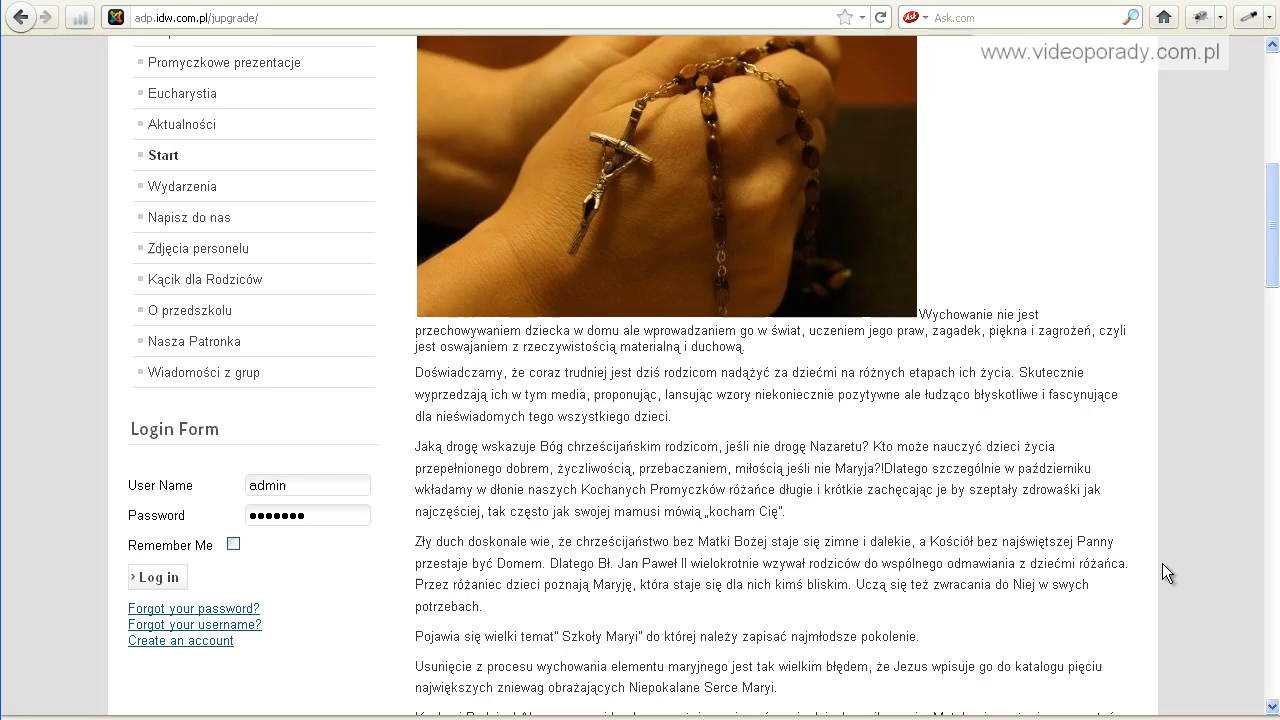 adp.idw.com.pl/jupgrade/
Ask
Ask.com
www.videoporady.com.pl
Promyczkowe prezentacje
Eucharystia
Aktualności
Start
Wydarzenia
Napisz do nas
Zdjęcia personelu
Kącik dla Rodziców
O przedszkolu
Nasza Patronka
Wiadomości z grup
Login Form
User Name
admin
Password
Remember Me
Log in
Forgot your password?
Forgot your username?
Create an account
Wychowanie nie jest
przechowywaniem dziecka w domu ale wprowadzaniem go w świat, uczeniem jego praw, zagadek, piękna i zagrożeń, czyli
jest oswajaniem z rzeczywistością materialną i duchową.
Doświadczamy, że coraz trudniej jest dziś rodzicom nadążyć za dziećmi na różnych etapach ich życia. Skutecznie
wyprzedzają ich w tym media, proponując, lansując wzory niekoniecznie pozytywne ale łudząco błyskotliwe i fascynujące
dla nieświadomych tego wszystkiego dzieci.
Jaką drogę wskazuje Bóg chrześcijańskim rodzicom, jeśli nie drogę Nazaretu? Kto może nauczyć dzieci życia
przepełnionego dobrem, życzliwością, przebaczaniem, miłością jeśli nie Maryja?!Dlatego szczególnie w październiku
wkładamy w dłonie naszych Kochanych Promyczków różańce długie i krótkie zachęcając je by szeptały zdrowaśki jak
najczęściej, tak często jak swojej mamusi mówią „kocham Cię”.
Zły duch doskonale wie, że chrześcijaństwo bez Matki Bożej staje się zimne i dalekie, a Kościół bez najświętszej Panny
przestaje być Domem. Dlatego Bł. Jan Paweł II wielokrotnie wzywał rodziców do wspólnego odmawiania z dziećmi różańca.
Przez różaniec dzieci poznają Maryję, która staje się dla nich kimś bliskim. Uczą się też zwracania do Niej w swych
potrzebach.
Pojawia się wielki temat” Szkoły Maryi” do której należy zapisać najmłodsze pokolenie.
Usunięcie z procesu wychowania elementu maryjnego jest tak wielkim błędem, że Jezus wpisuje go do katalogu pięciu
największych zniewag obrażających Niepokalane Serce Maryi.